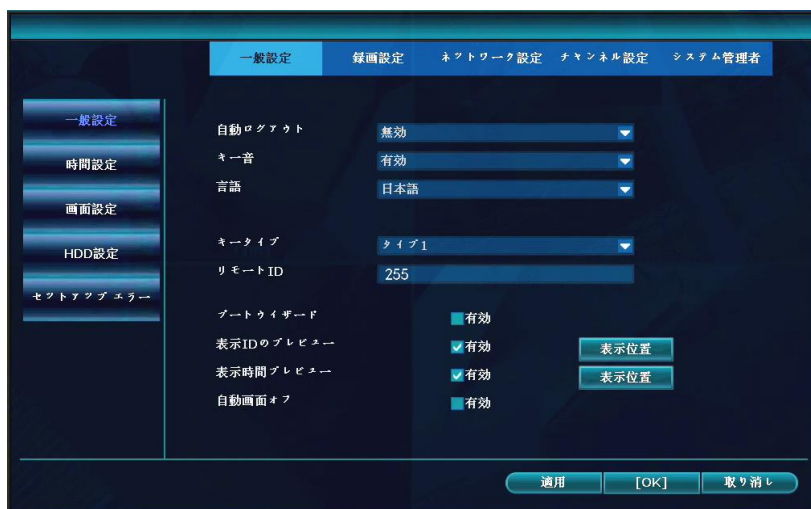 一般設定 録画設定 ネットワーク設定 チャンネル設定 システム管理者
一般設定
時間設定
画面設定
HDD設定
セットアップ エラー
自動ログアウト 無効
キー音 有効
言語 日本語
キータイプ タイプ1
リモートID 255
ブートウィザード 有効
表示IDのプレビュー 有効 表示位置
表示時間プレビュー 有効 表示位置
自動画面オフ 有効
適用 [OK] 取り消し